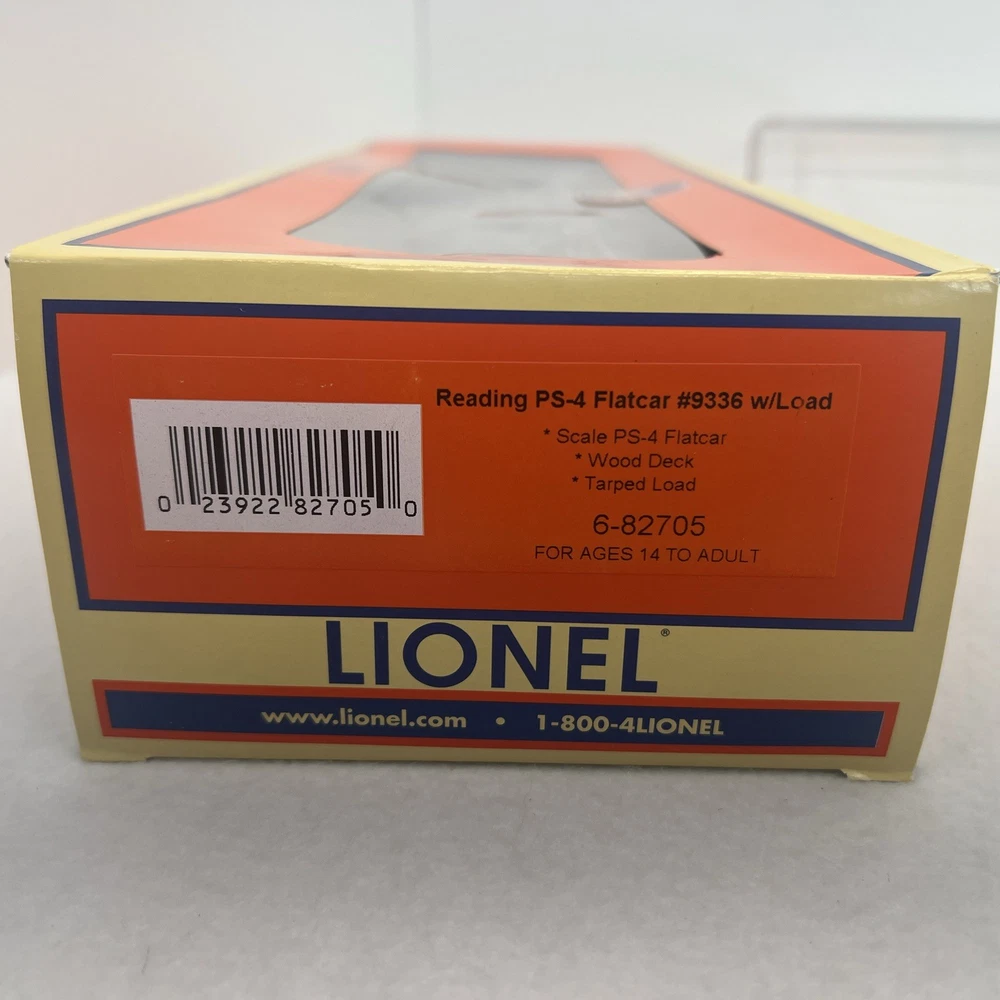 Reading PS-4 Flatcar #9336 w/Load
* Scale PS-4 Flatcar
* Wood Deck
* Tarped Load
6-82705
FOR AGES 14 TO ADULT
0 23922 82705 0
LIONEL®
www.lionel.com • 1-800-4LIONEL